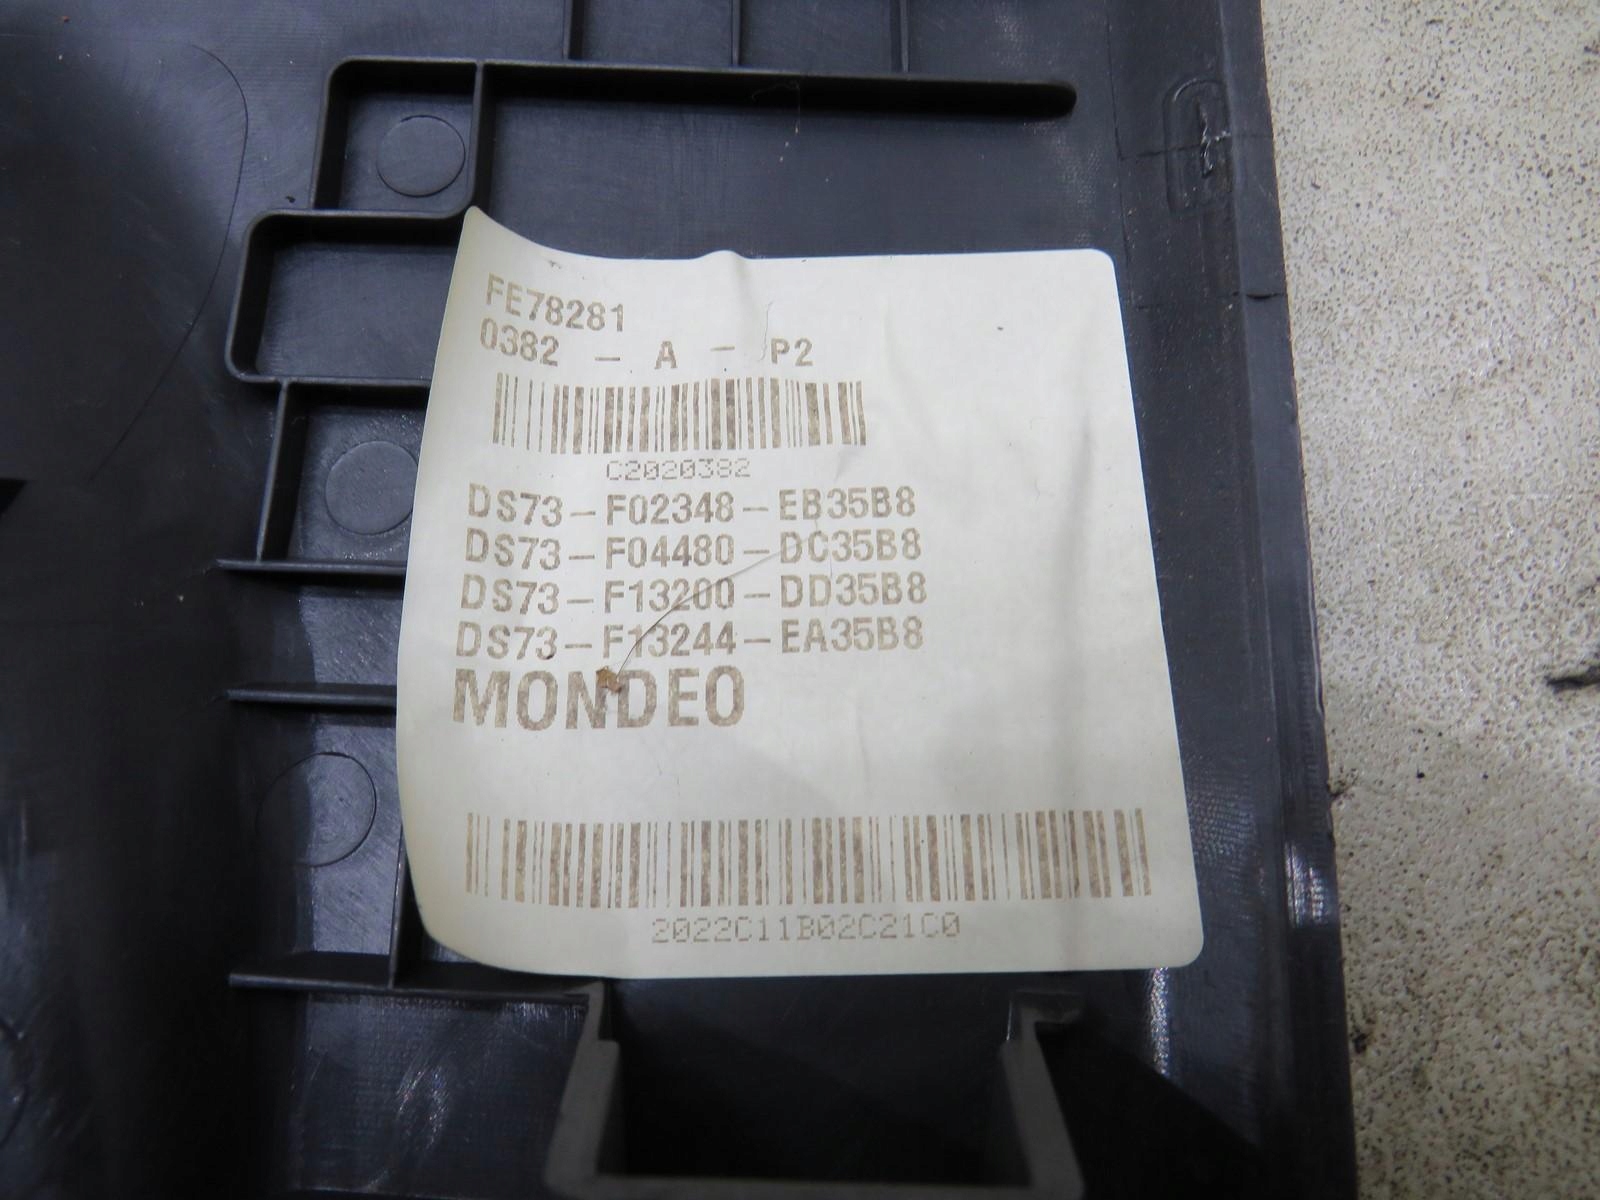 FE78281
0382 - A - P2
C2020382
DS73-F02348-EB35B8
DS73-F04480-DC35B8
DS73-F13200-DD35B8
DS73-F13244-EA35B8
MONDEO
2022C11B02C21C0